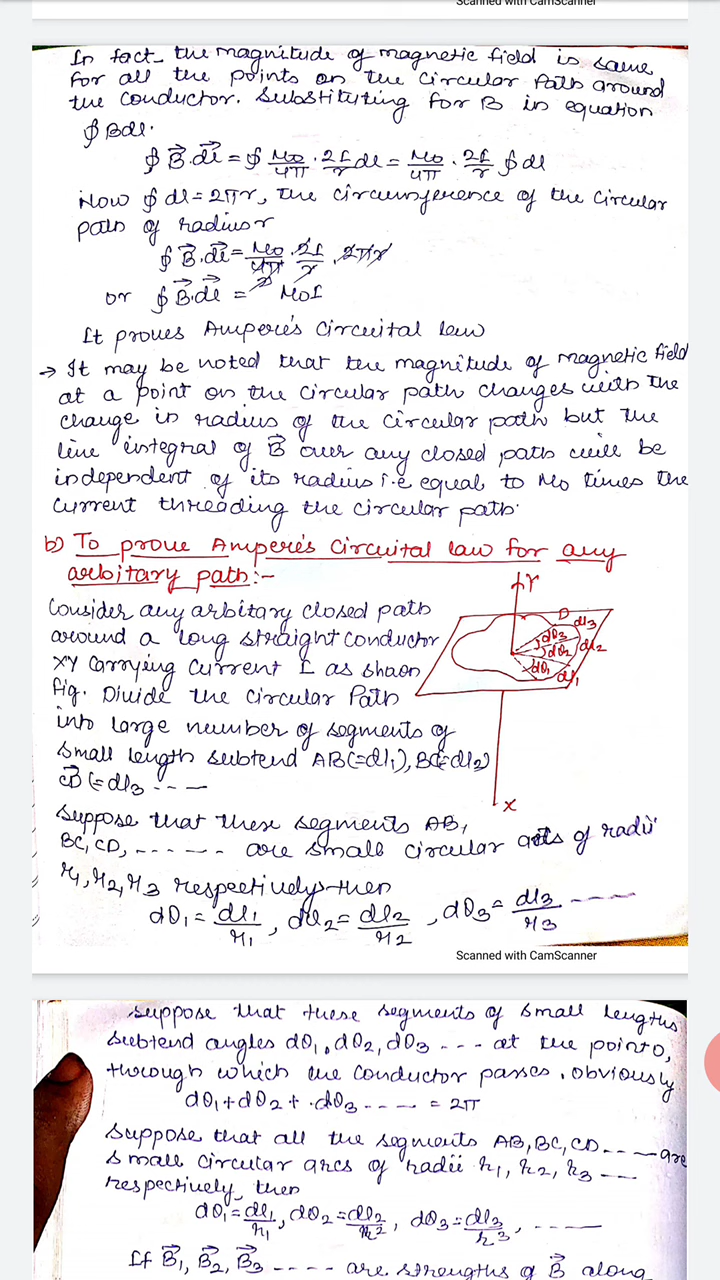 Scanned with CamScanner
In fact the magnitude of magnetic field is same
for all the points on the circular path around
the conductor. Substituting for B in equation
∮ Bdl.
∮ B⃗.dl⃗ = ∮ μo/4π . 2I/r dl = μo/4π . 2I/r ∮ dl
Now ∮ dl = 2πr, the circumference of the circular
path of radius r
∮ B⃗.dl⃗ = μo/4π . 2I/r . 2πr
or ∮ B⃗.dl⃗ = μoI
It proves Ampere's circuital law
→ It may be noted that the magnitude of magnetic field
at a point on the circular path changes with the
change in radius of the circular path but the
line integral of B⃗ over any closed path will be
independent of its radius i.e equal to μo times the
current threading the circular path.
b) To prove Ampere's circuital law for any
arbitary path:-
Consider any arbitary closed path
around a long straight conductor
XY carrying current I as shaon
fig. Divide the circular Path
into large number of segments of
small length subtend AB(=dl1), BC(=dl2)
CD(=dl3 ----
Y
D
dl3
dθ3
dθ2
dl2
dθ1
dl1
X
Suppose that these segments AB,
BC, CD, ------ are small circular arcs of radii
r1, r2, r3 respectively then
dθ1 = dl1/r1, dθ2 = dl2/r2, dθ3 = dl3/r3 ----
Scanned with CamScanner
suppose that these segments of small lengths
subtend angles dθ1, dθ2, dθ3 --- at the point o,
through which the conductor passes. obviously
dθ1 + dθ2 + . dθ3 ---- = 2π
Suppose that all the segments AB, BC, CD ---- are
small circular arcs of radii r1, r2, r3 ---
respectively, then
dθ1 = dl1/r1, dθ2 = dl2/r2, dθ3 = dl3/r3, -----
If B⃗1, B⃗2, B⃗3 ---- are strengths of B⃗ along